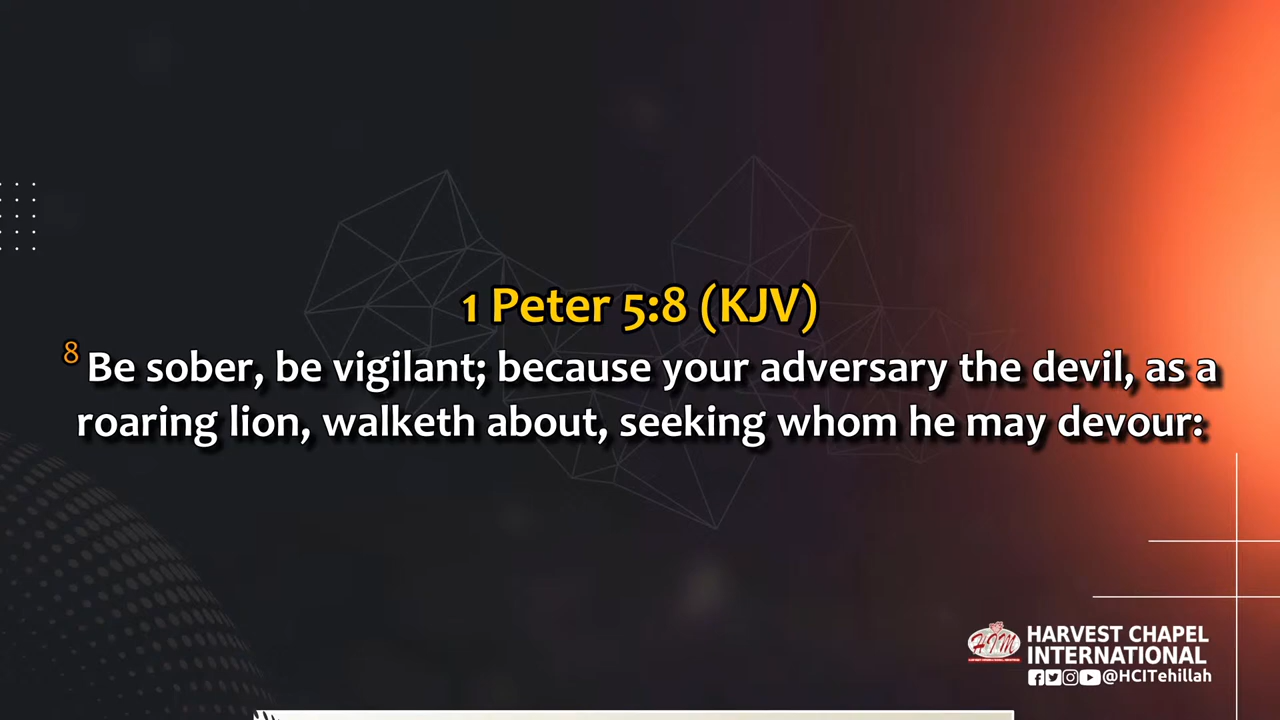 1 Peter 5:8 (KJV)
8 Be sober, be vigilant; because your adversary the devil, as a
roaring lion, walketh about, seeking whom he may devour:
HIM
HARVEST CHAPEL
INTERNATIONAL
@HCITehillah